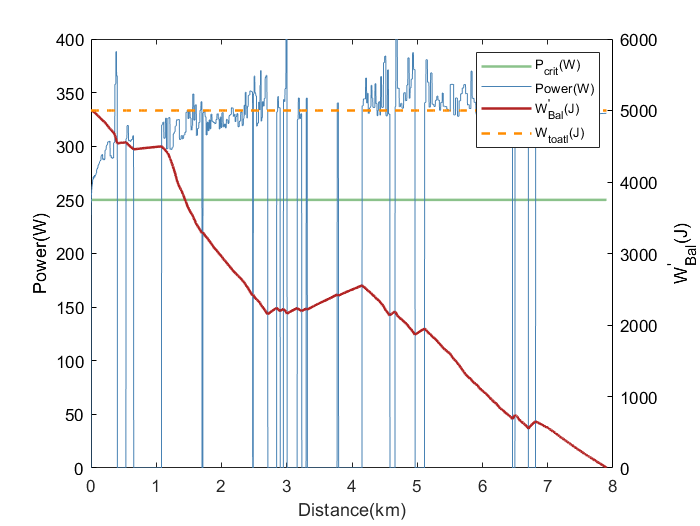 400
350
300
250
200
150
100
50
0
Power(W)
6000
5000
4000
3000
2000
1000
0
W'Bal(J)
Pcrit(W)
Power(W)
W'Bal(J)
Wtoatl(J)
0 1 2 3 4 5 6 7 8
Distance(km)